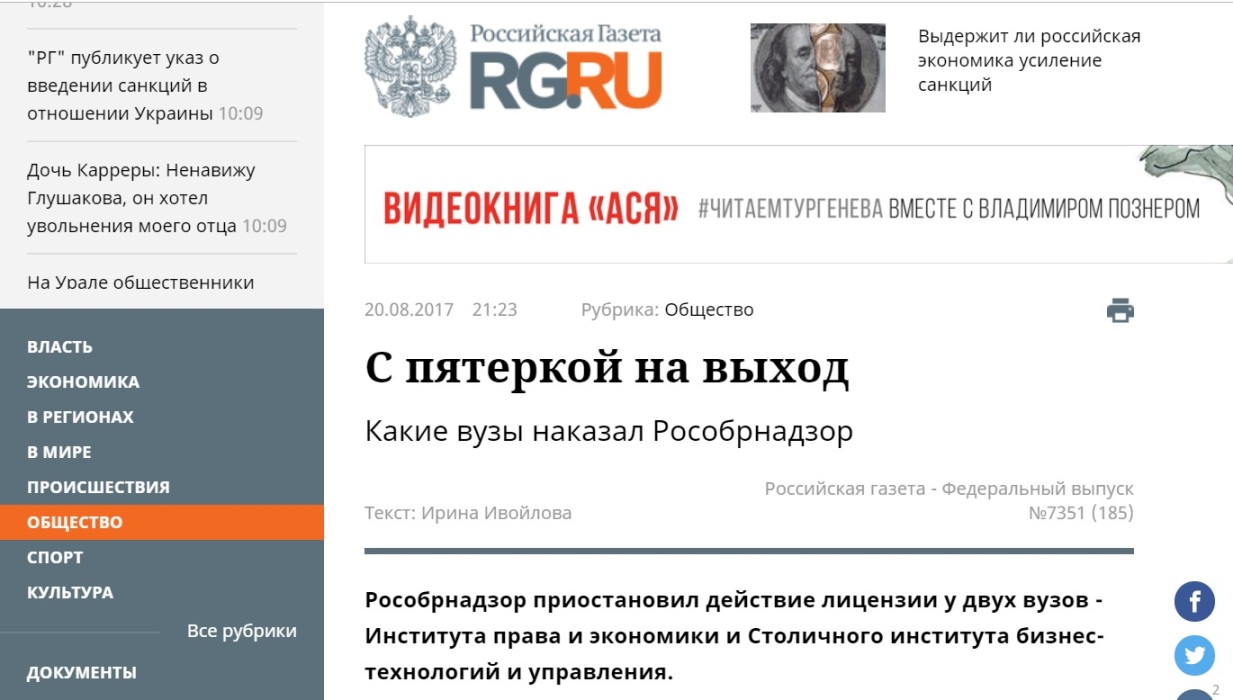 10:28
"РГ" публикует указ о
введении санкций в
отношении Украины 10:09
Дочь Карреры: Ненавижу
Глушакова, он хотел
увольнения моего отца 10:09
На Урале общественники
ВЛАСТЬ
ЭКОНОМИКА
В РЕГИОНАХ
В МИРЕ
ПРОИСШЕСТВИЯ
ОБЩЕСТВО
СПОРТ
КУЛЬТУРА
Все рубрики
ДОКУМЕНТЫ
Российская Газета
RG.RU
Выдержит ли российская
экономика усиление
санкций
ВИДЕОКНИГА «АСЯ» #ЧИТАЕМТУРГЕНЕВА ВМЕСТЕ С ВЛАДИМИРОМ ПОЗНЕРОМ
20.08.2017 21:23 Рубрика: Общество
С пятеркой на выход
Какие вузы наказал Рособрнадзор
Российская газета - Федеральный выпуск
Текст: Ирина Ивойлова №7351 (185)
Рособрнадзор приостановил действие лицензии у двух вузов -
Института права и экономики и Столичного института бизнес-
технологий и управления.
2